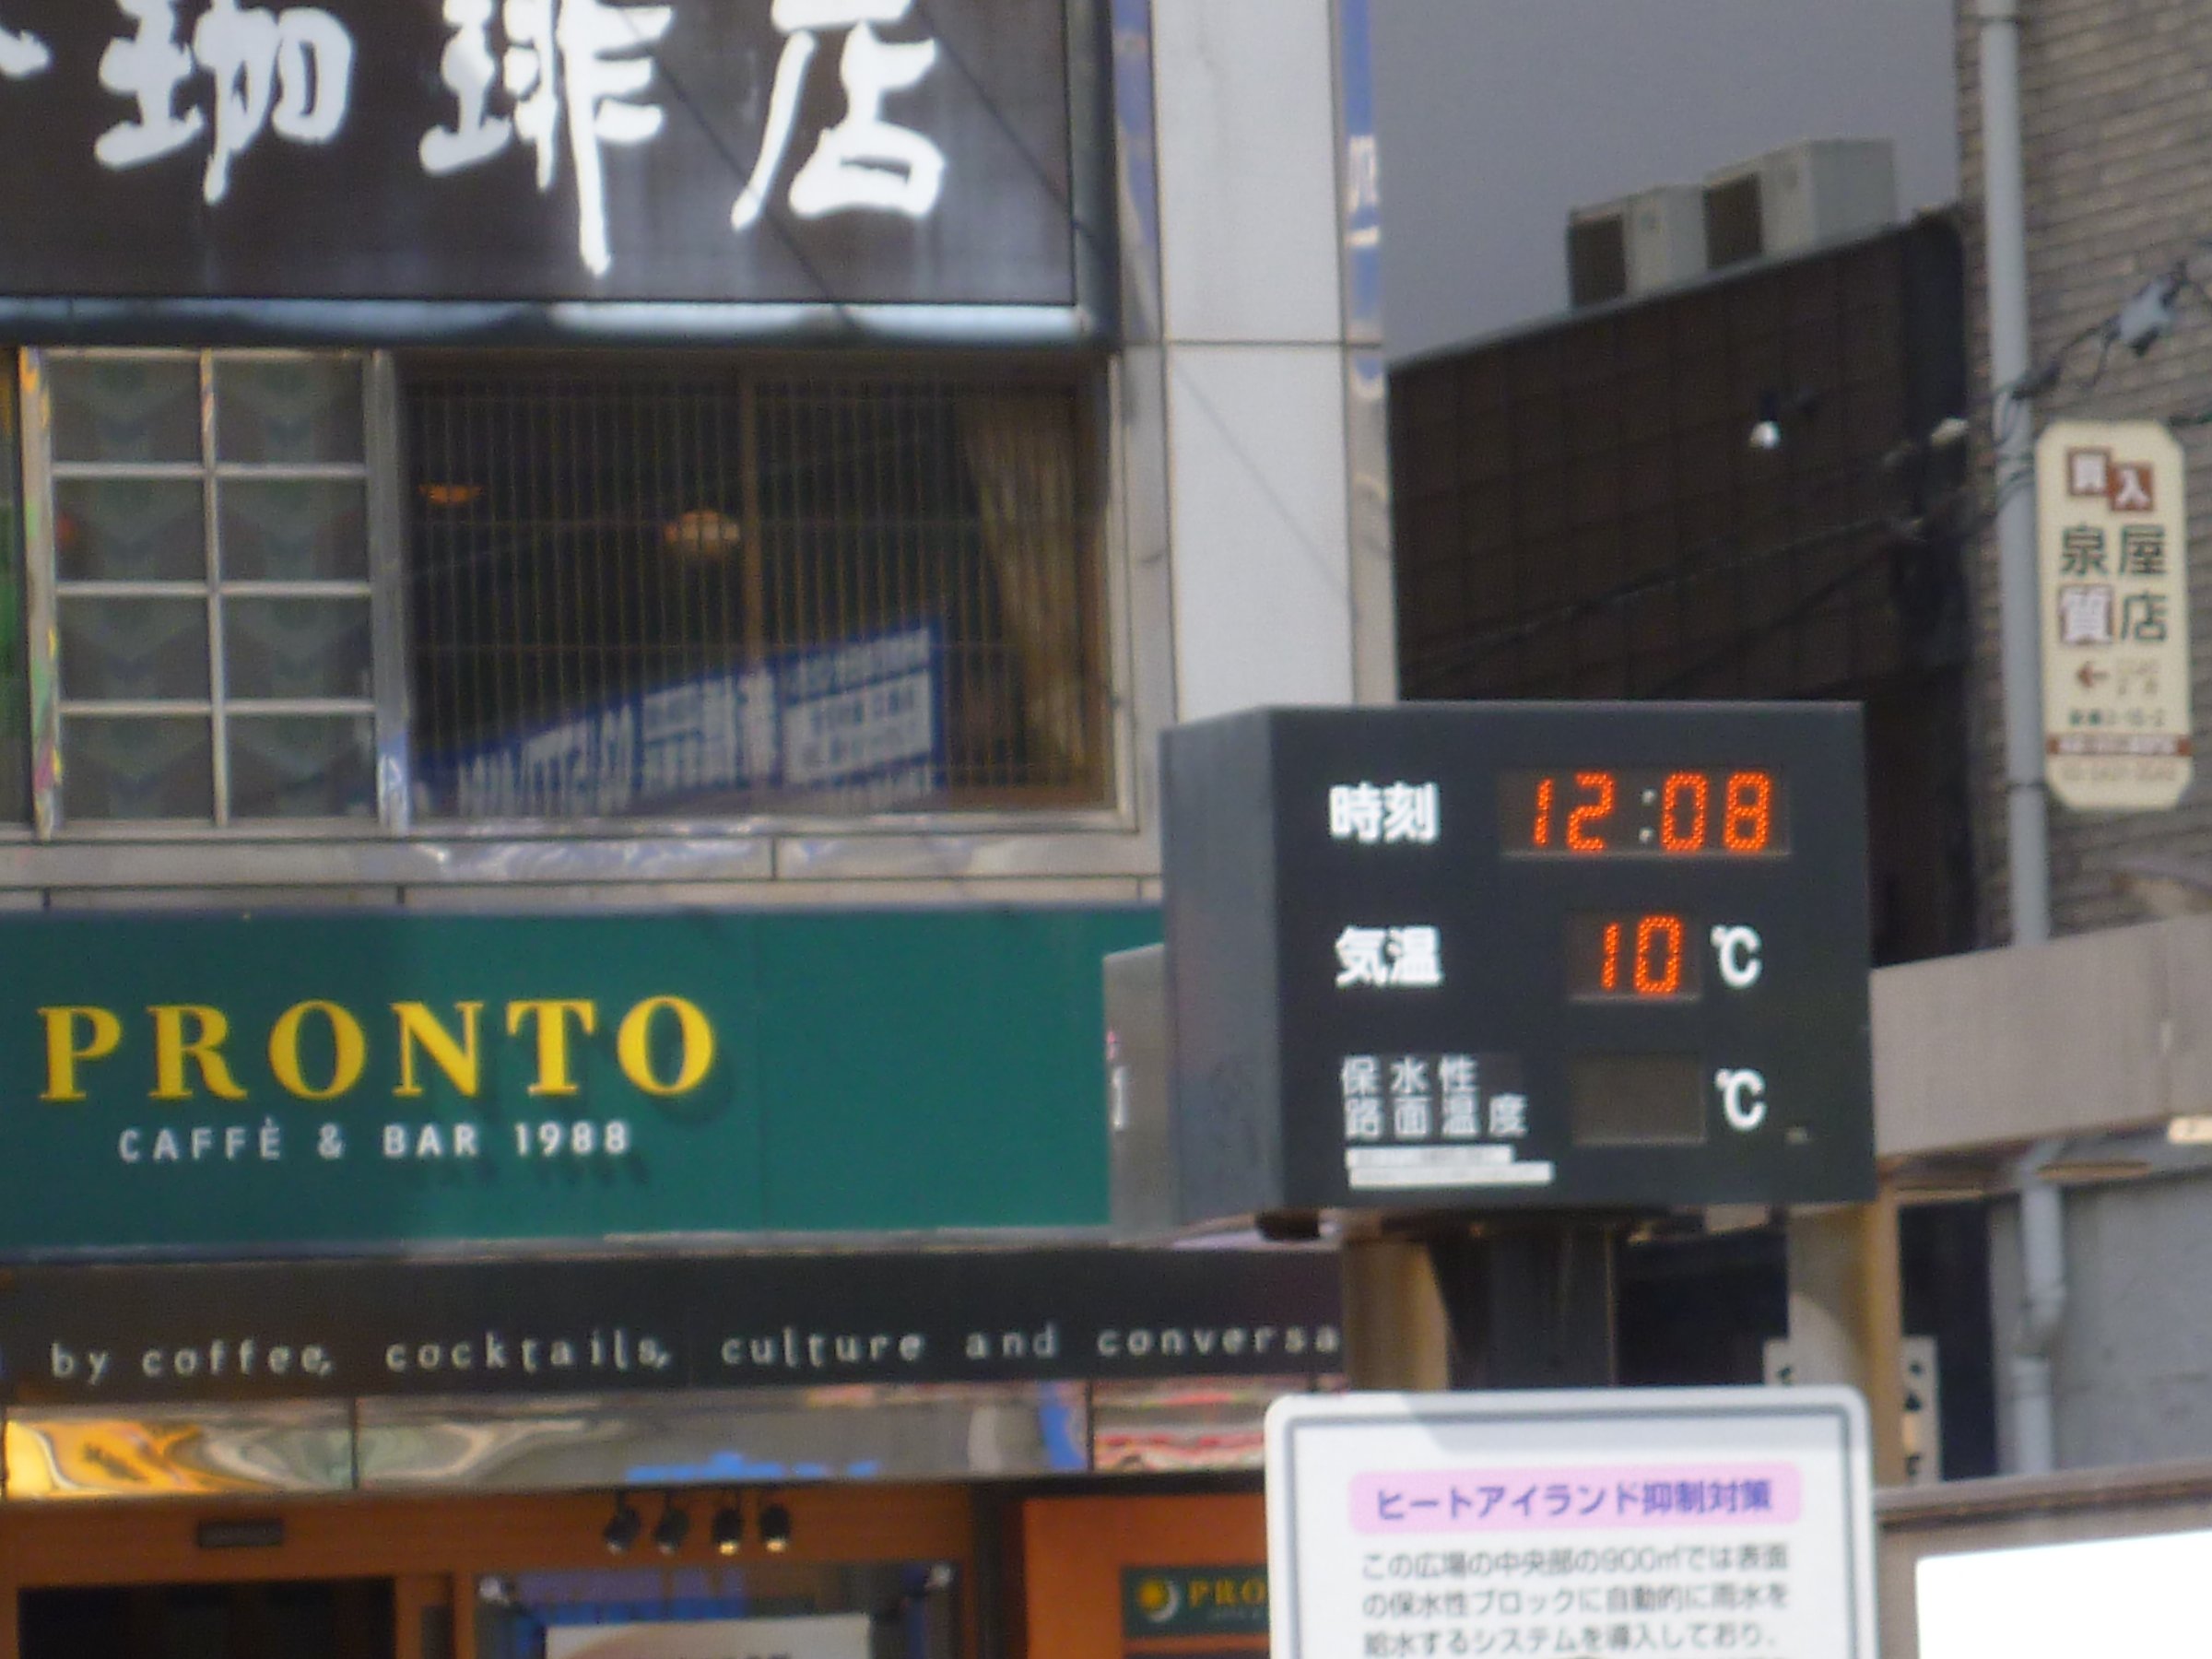 珈琲店
買入
泉屋
質店
時刻 12:08
気温 10 ℃
保水性
路面温度 ℃
PRONTO
CAFFÈ & BAR 1988
by coffee, cocktails, culture and conversa
PRO
ヒートアイランド抑制対策
この広場の中央部の900㎡では表面
の保水性ブロックに自動的に雨水を
給水するシステムを導入しており、